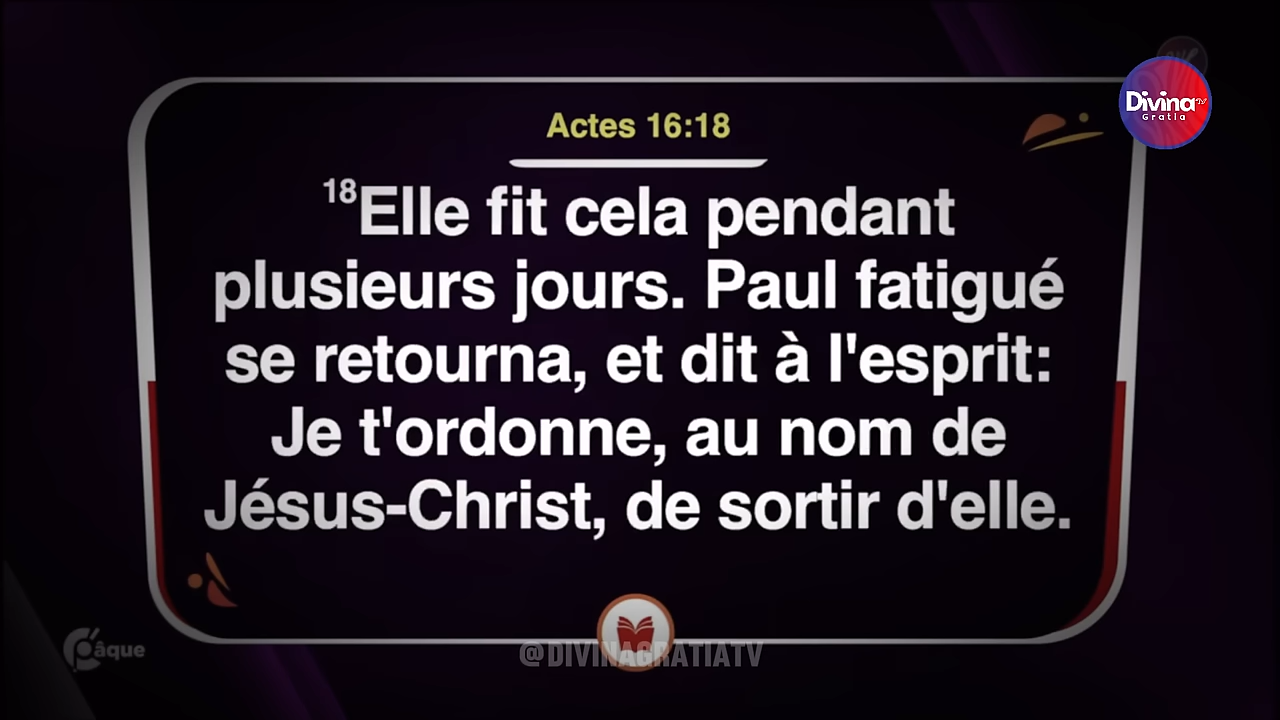 Divina TV
Gratia
Actes 16:18
18Elle fit cela pendant
plusieurs jours. Paul fatigué
se retourna, et dit à l'esprit:
Je t'ordonne, au nom de
Jésus-Christ, de sortir d'elle.
Pâque
@DIVINAGRATIATV